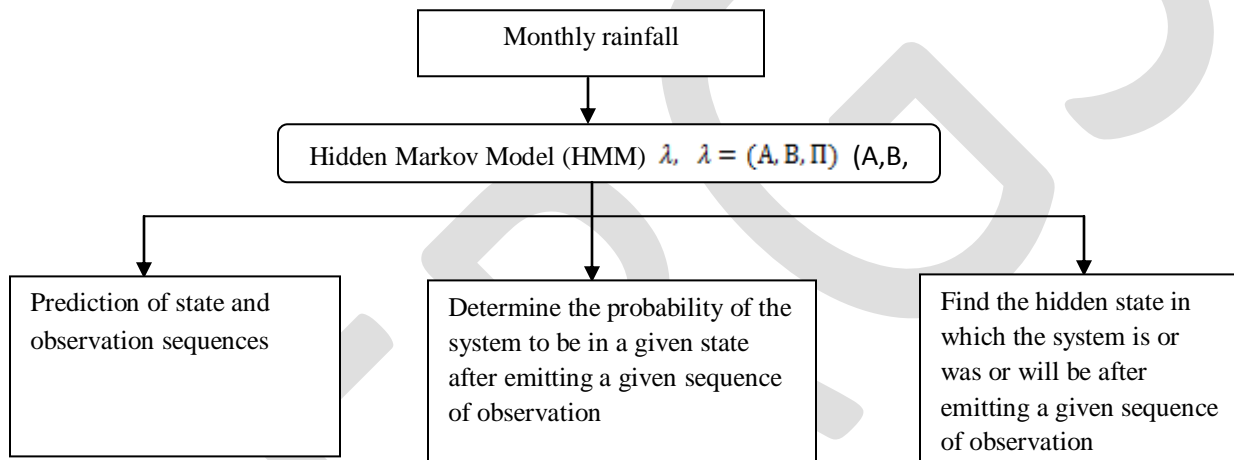 Monthly rainfall
Hidden Markov Model (HMM) λ, λ = (A, B, Π) (A,B,
Prediction of state and
observation sequences
Determine the probability of the
system to be in a given state
after emitting a given sequence
of observation
Find the hidden state in
which the system is or
was or will be after
emitting a given sequence
of observation